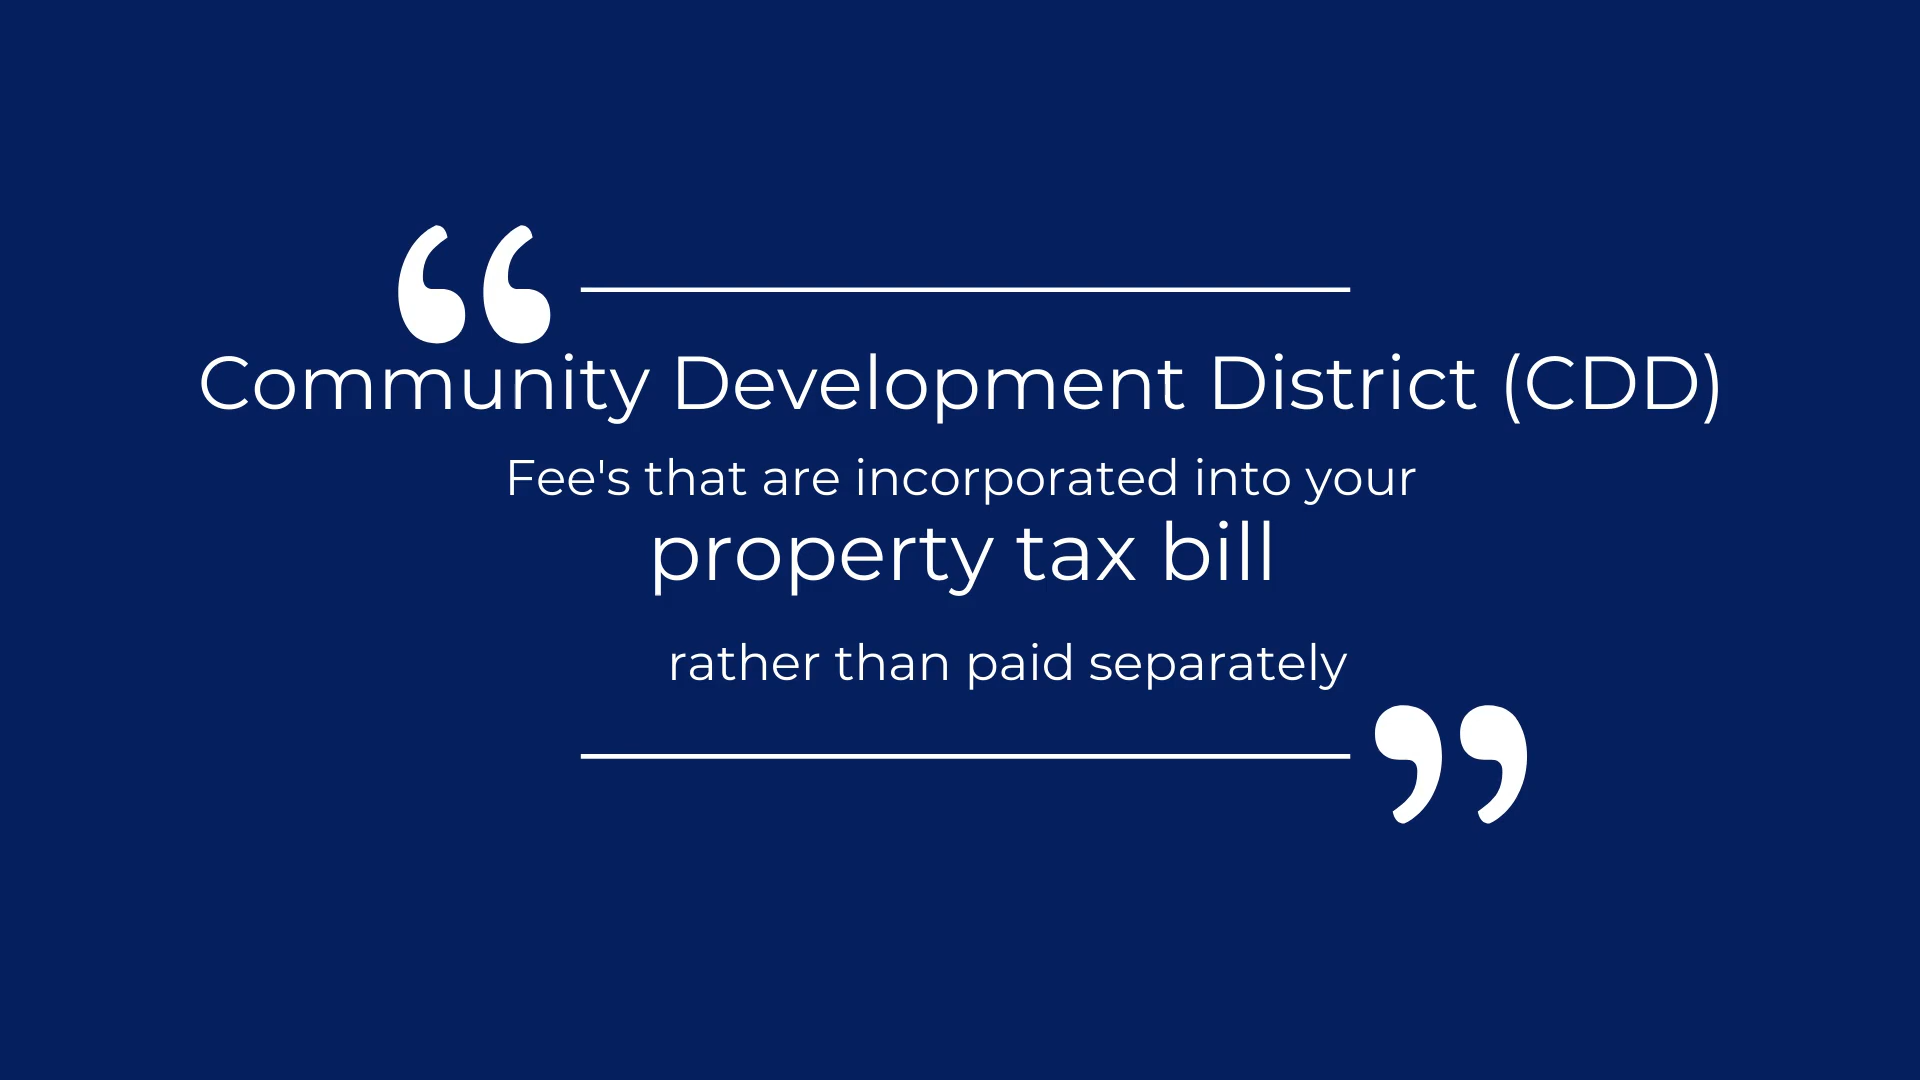 “
Community Development District (CDD)
Fee's that are incorporated into your
property tax bill
rather than paid separately
”